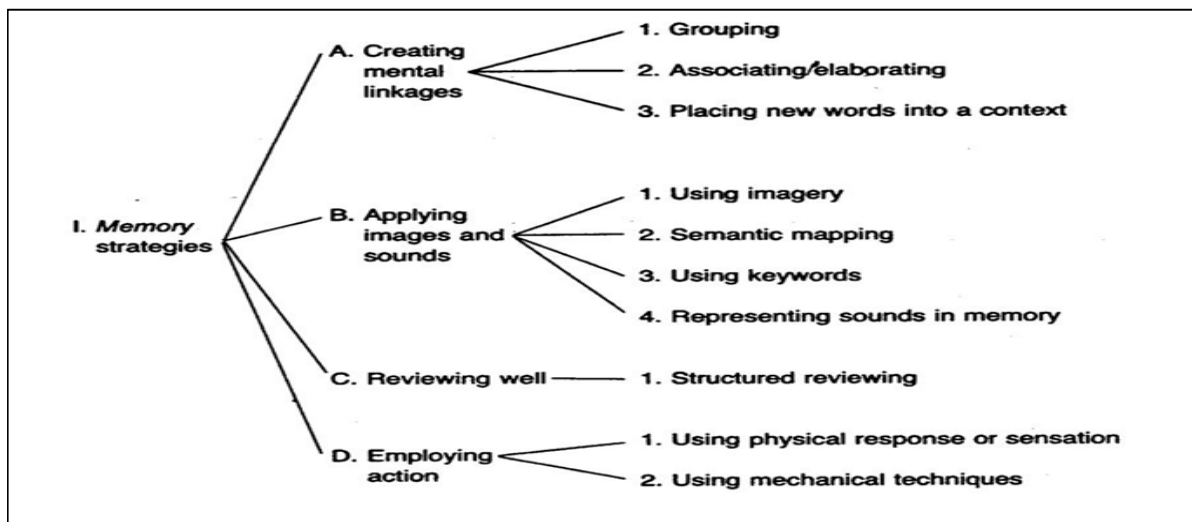 I. Memory
strategies
A. Creating
mental
linkages
1. Grouping
2. Associating/elaborating
3. Placing new words into a context
B. Applying
images and
sounds
1. Using imagery
2. Semantic mapping
3. Using keywords
4. Representing sounds in memory
C. Reviewing well
1. Structured reviewing
D. Employing
action
1. Using physical response or sensation
2. Using mechanical techniques